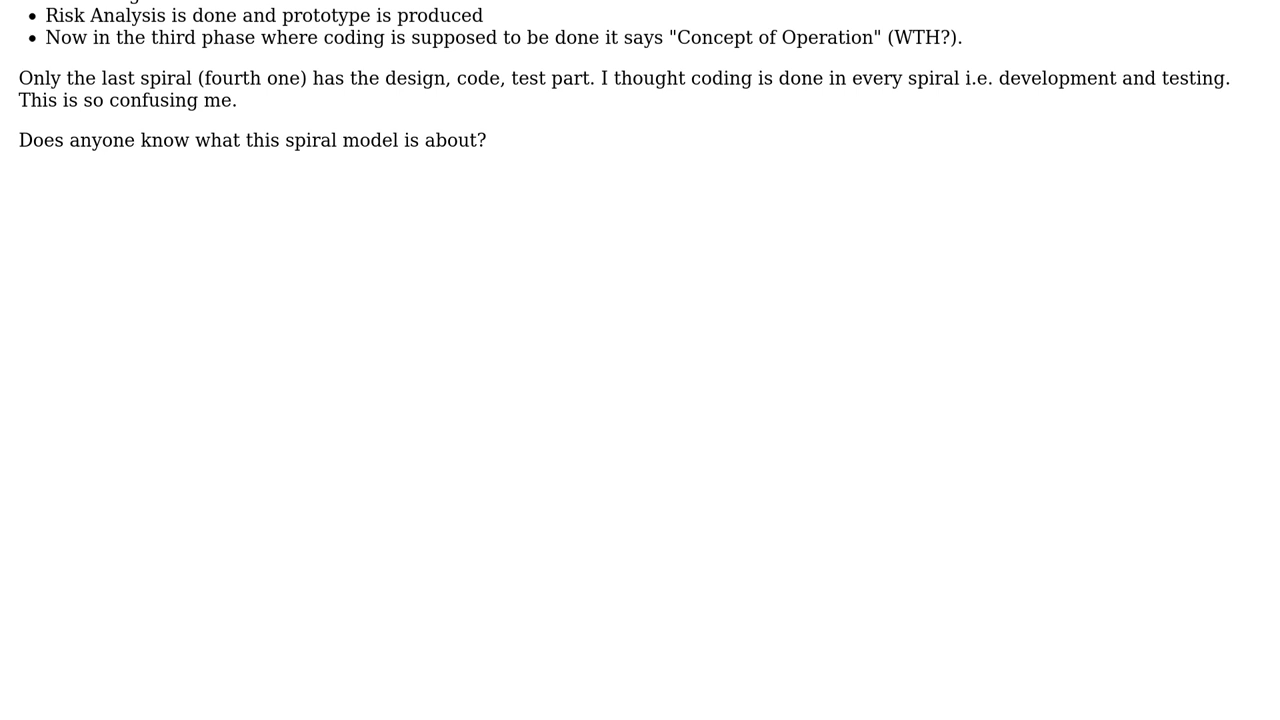 Risk Analysis is done and prototype is produced
Now in the third phase where coding is supposed to be done it says "Concept of Operation" (WTH?).
Only the last spiral (fourth one) has the design, code, test part. I thought coding is done in every spiral i.e. development and testing.
This is so confusing me.
Does anyone know what this spiral model is about?